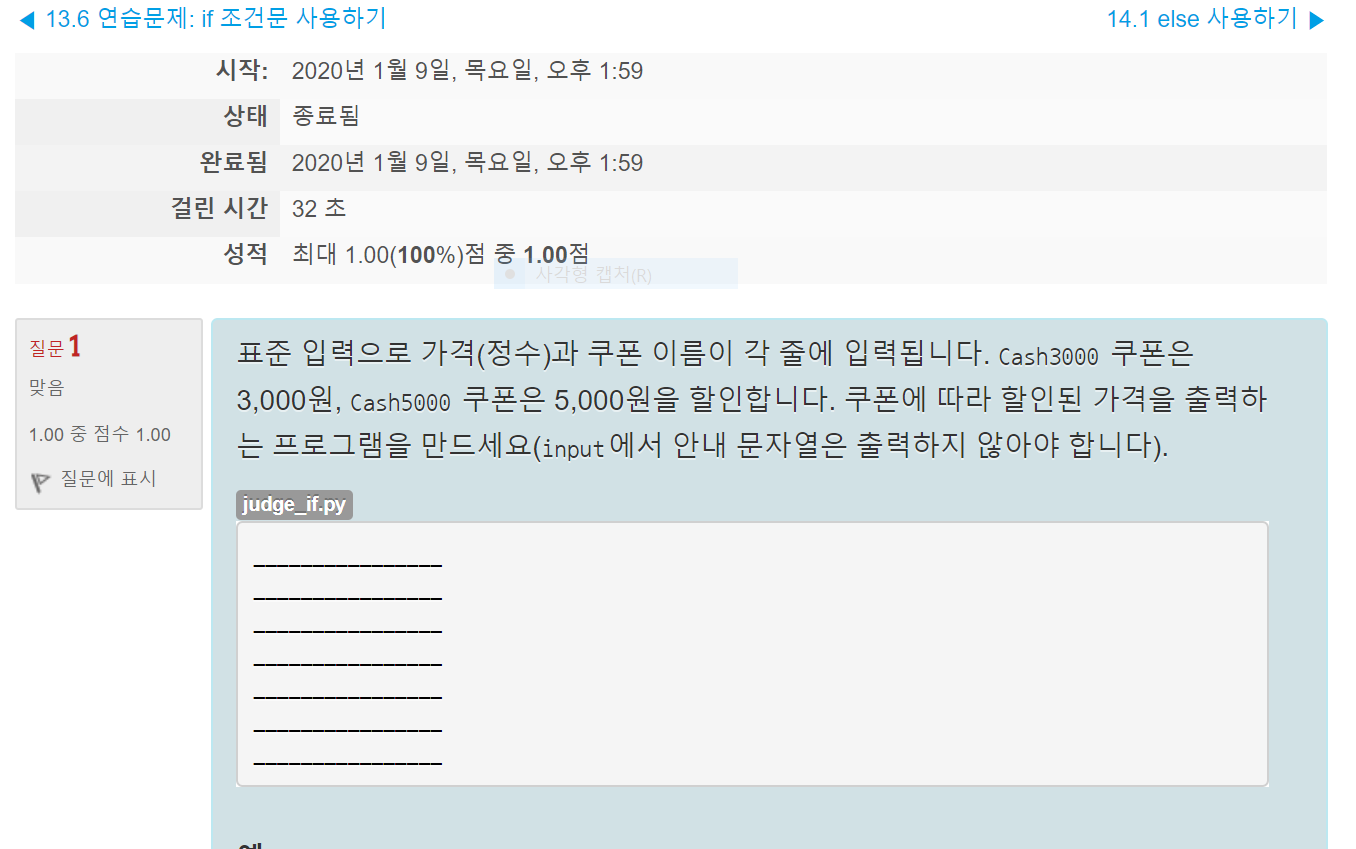 ◀ 13.6 연습문제: if 조건문 사용하기
14.1 else 사용하기 ▶
시작: 2020년 1월 9일, 목요일, 오후 1:59
상태 종료됨
완료됨 2020년 1월 9일, 목요일, 오후 1:59
걸린 시간 32 초
성적 최대 1.00(100%)점 중 1.00점
사각형 캡처(R)
질문 1
맞음
1.00 중 점수 1.00
질문에 표시
표준 입력으로 가격(정수)과 쿠폰 이름이 각 줄에 입력됩니다. Cash3000 쿠폰은
3,000원, Cash5000 쿠폰은 5,000원을 할인합니다. 쿠폰에 따라 할인된 가격을 출력하
는 프로그램을 만드세요(input에서 안내 문자열은 출력하지 않아야 합니다).
judge_if.py
________________
________________
________________
________________
________________
________________
________________